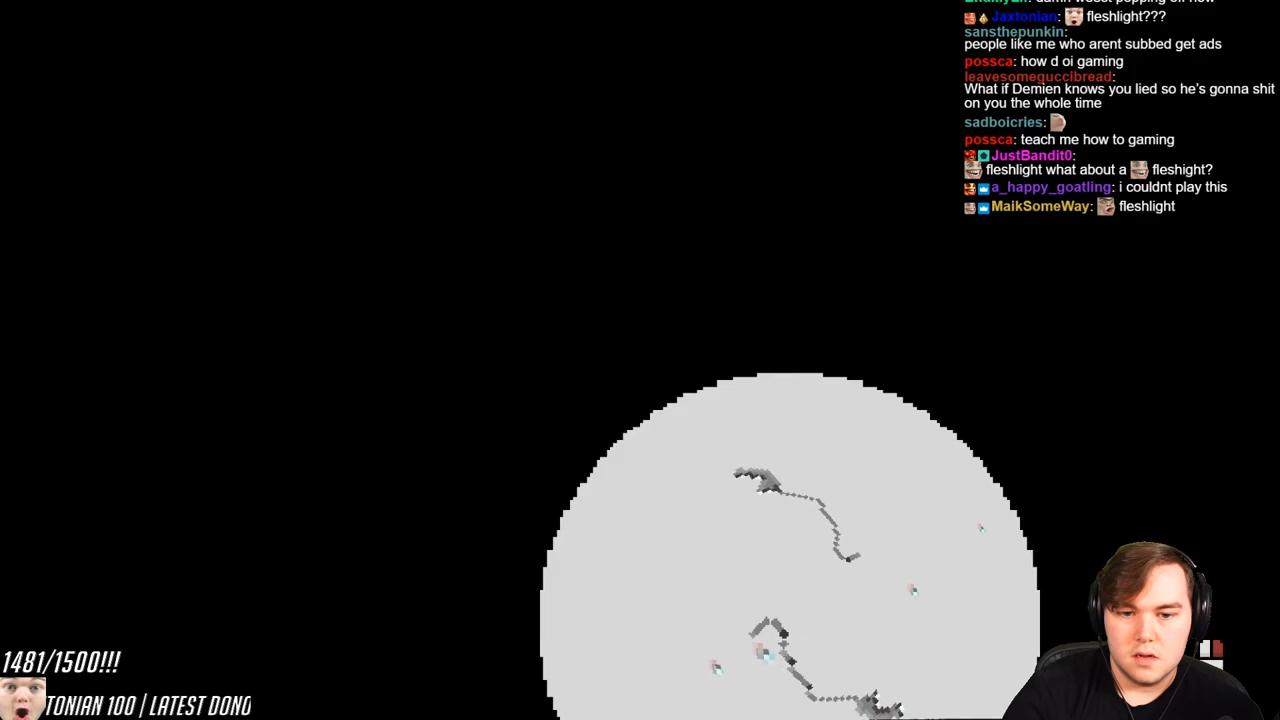 Jaxtonian: fleshlight???
sansthepunkin:
people like me who arent subbed get ads
possca: how d oi gaming
leavesomeguccibread:
What if Demien knows you lied so he's gonna shit
on you the whole time
sadboicries:
possca: teach me how to gaming
JustBandit0:
fleshlight what about a fleshight?
a_happy_goatling: i couldnt play this
MaikSomeWay: fleshlight
1481/1500!!!
TONIAN 100 | LATEST DONO